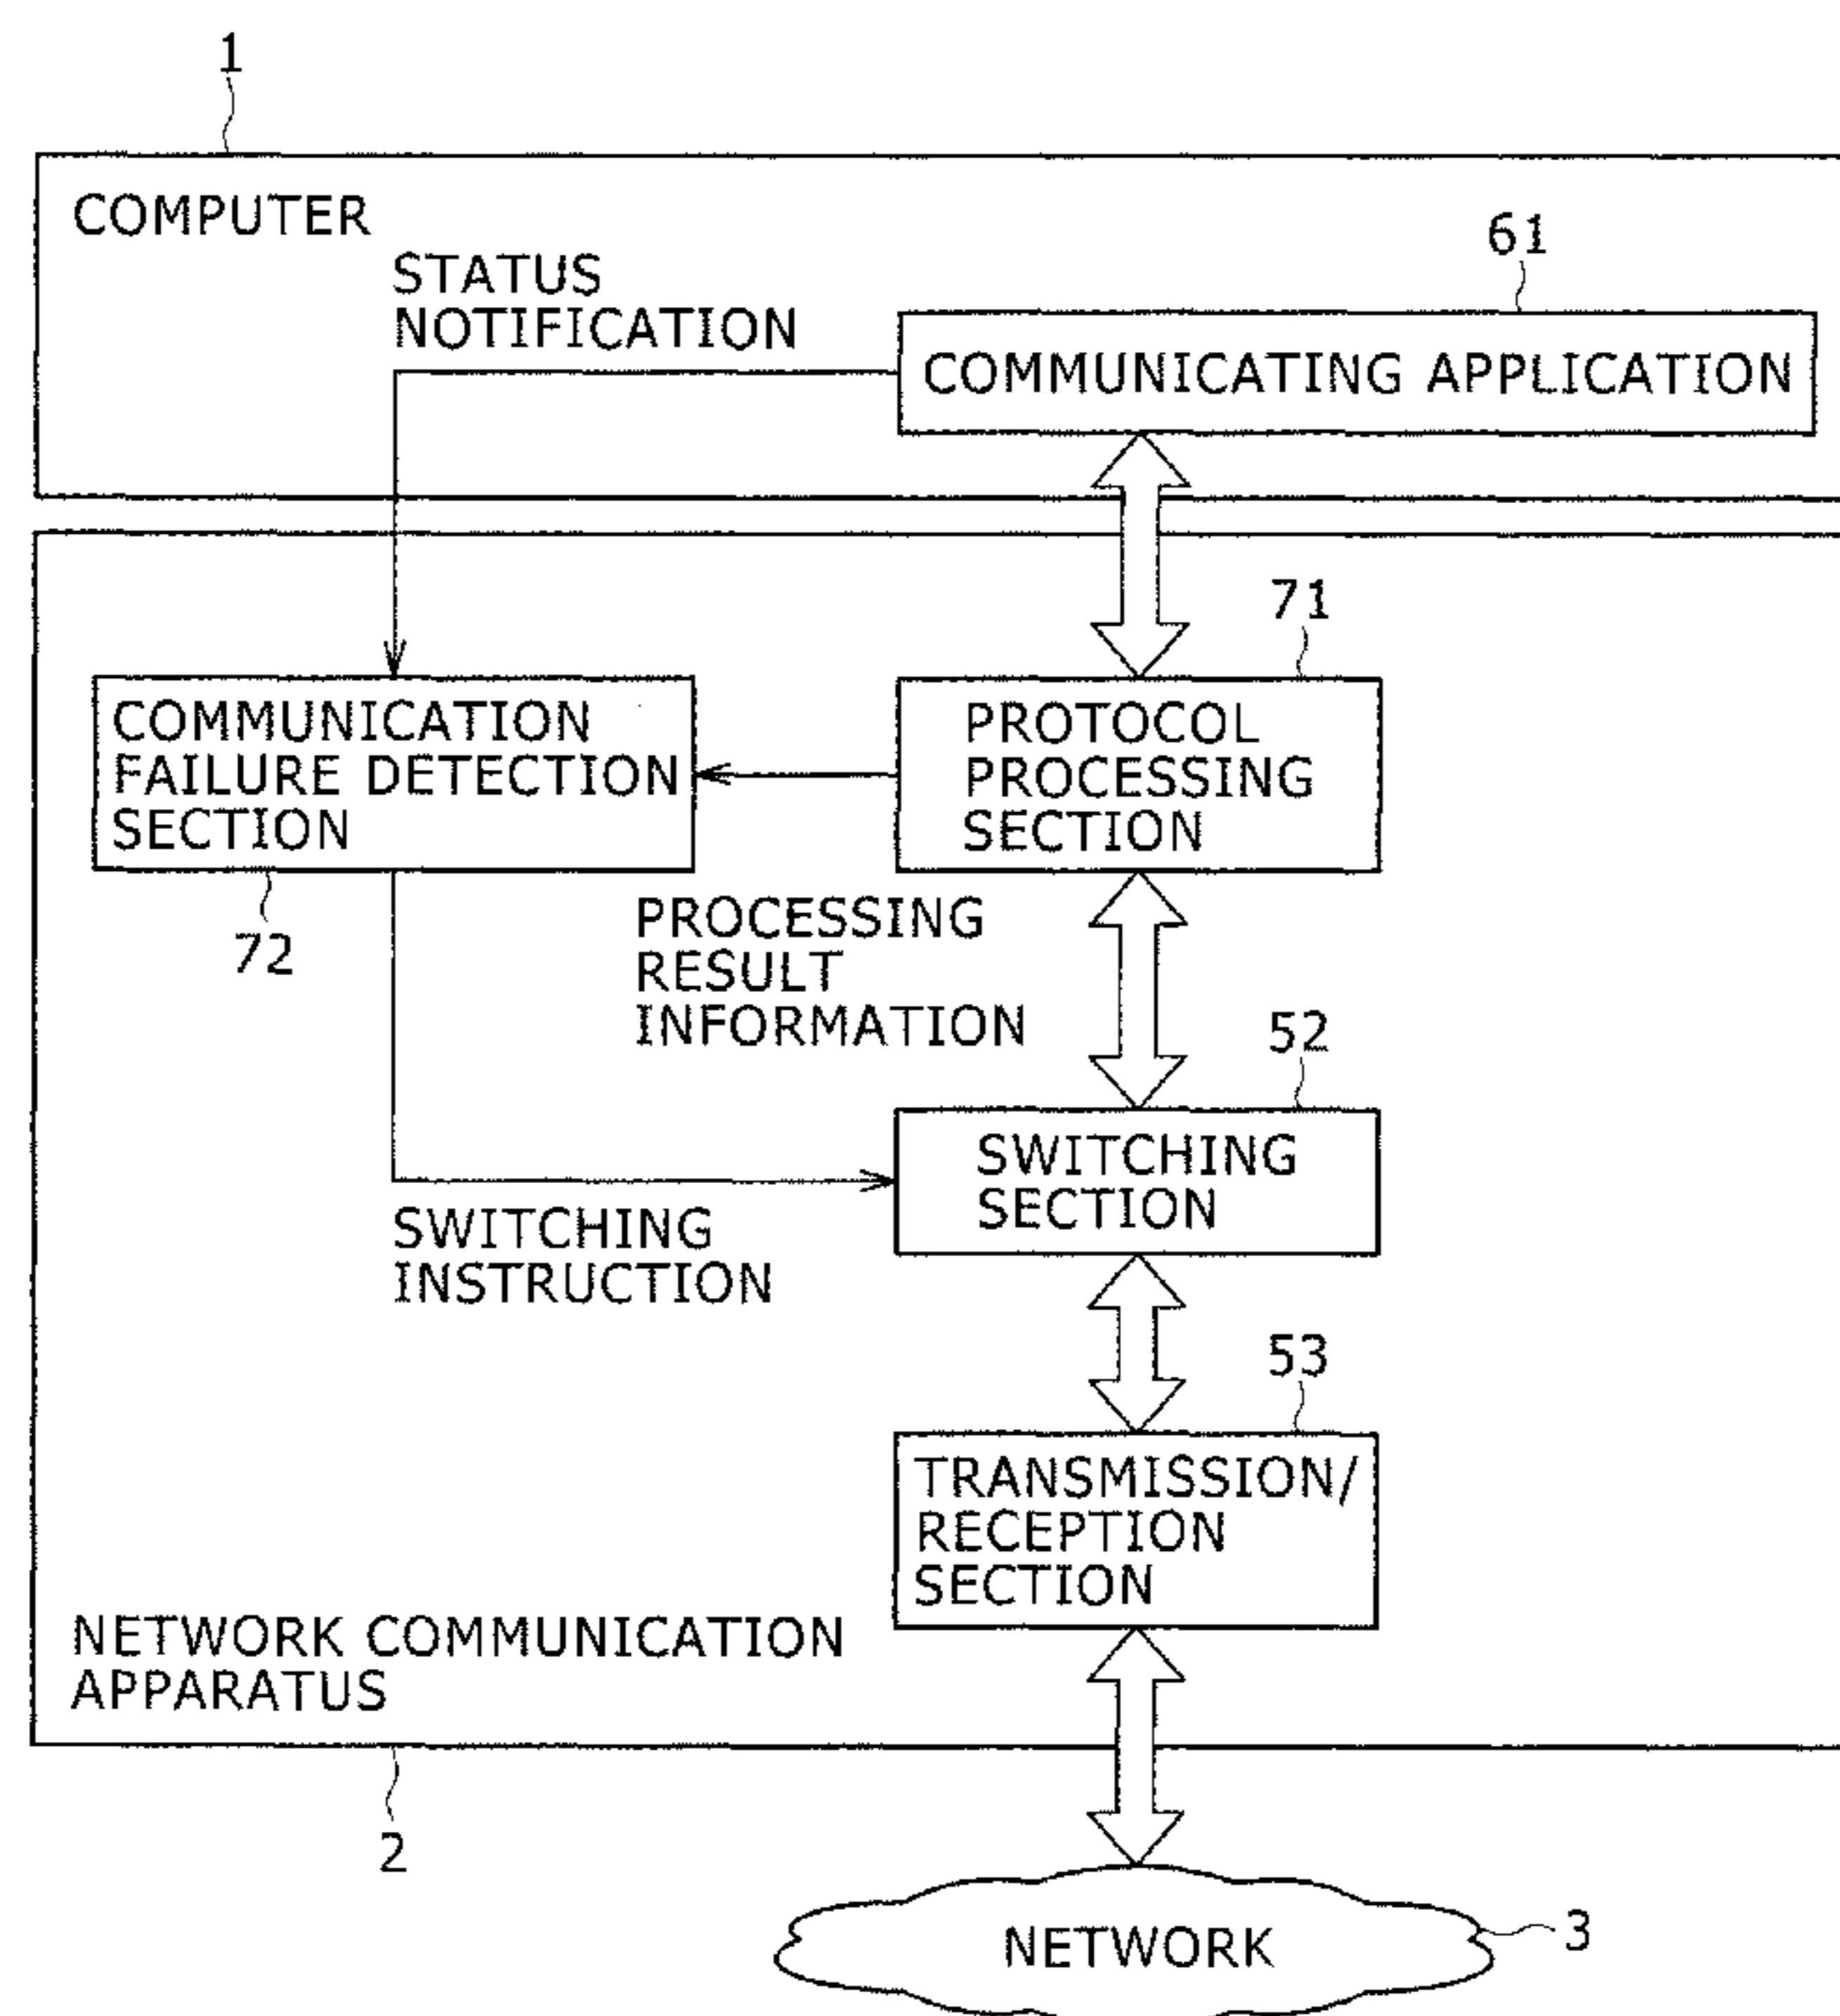 1
COMPUTER
61
STATUS
NOTIFICATION
COMMUNICATING APPLICATION
71
COMMUNICATION
FAILURE DETECTION
SECTION
PROTOCOL
PROCESSING
SECTION
72
PROCESSING
RESULT
INFORMATION
52
SWITCHING
SECTION
SWITCHING
INSTRUCTION
53
TRANSMISSION/
RECEPTION
SECTION
NETWORK COMMUNICATION
APPARATUS
2
NETWORK
3